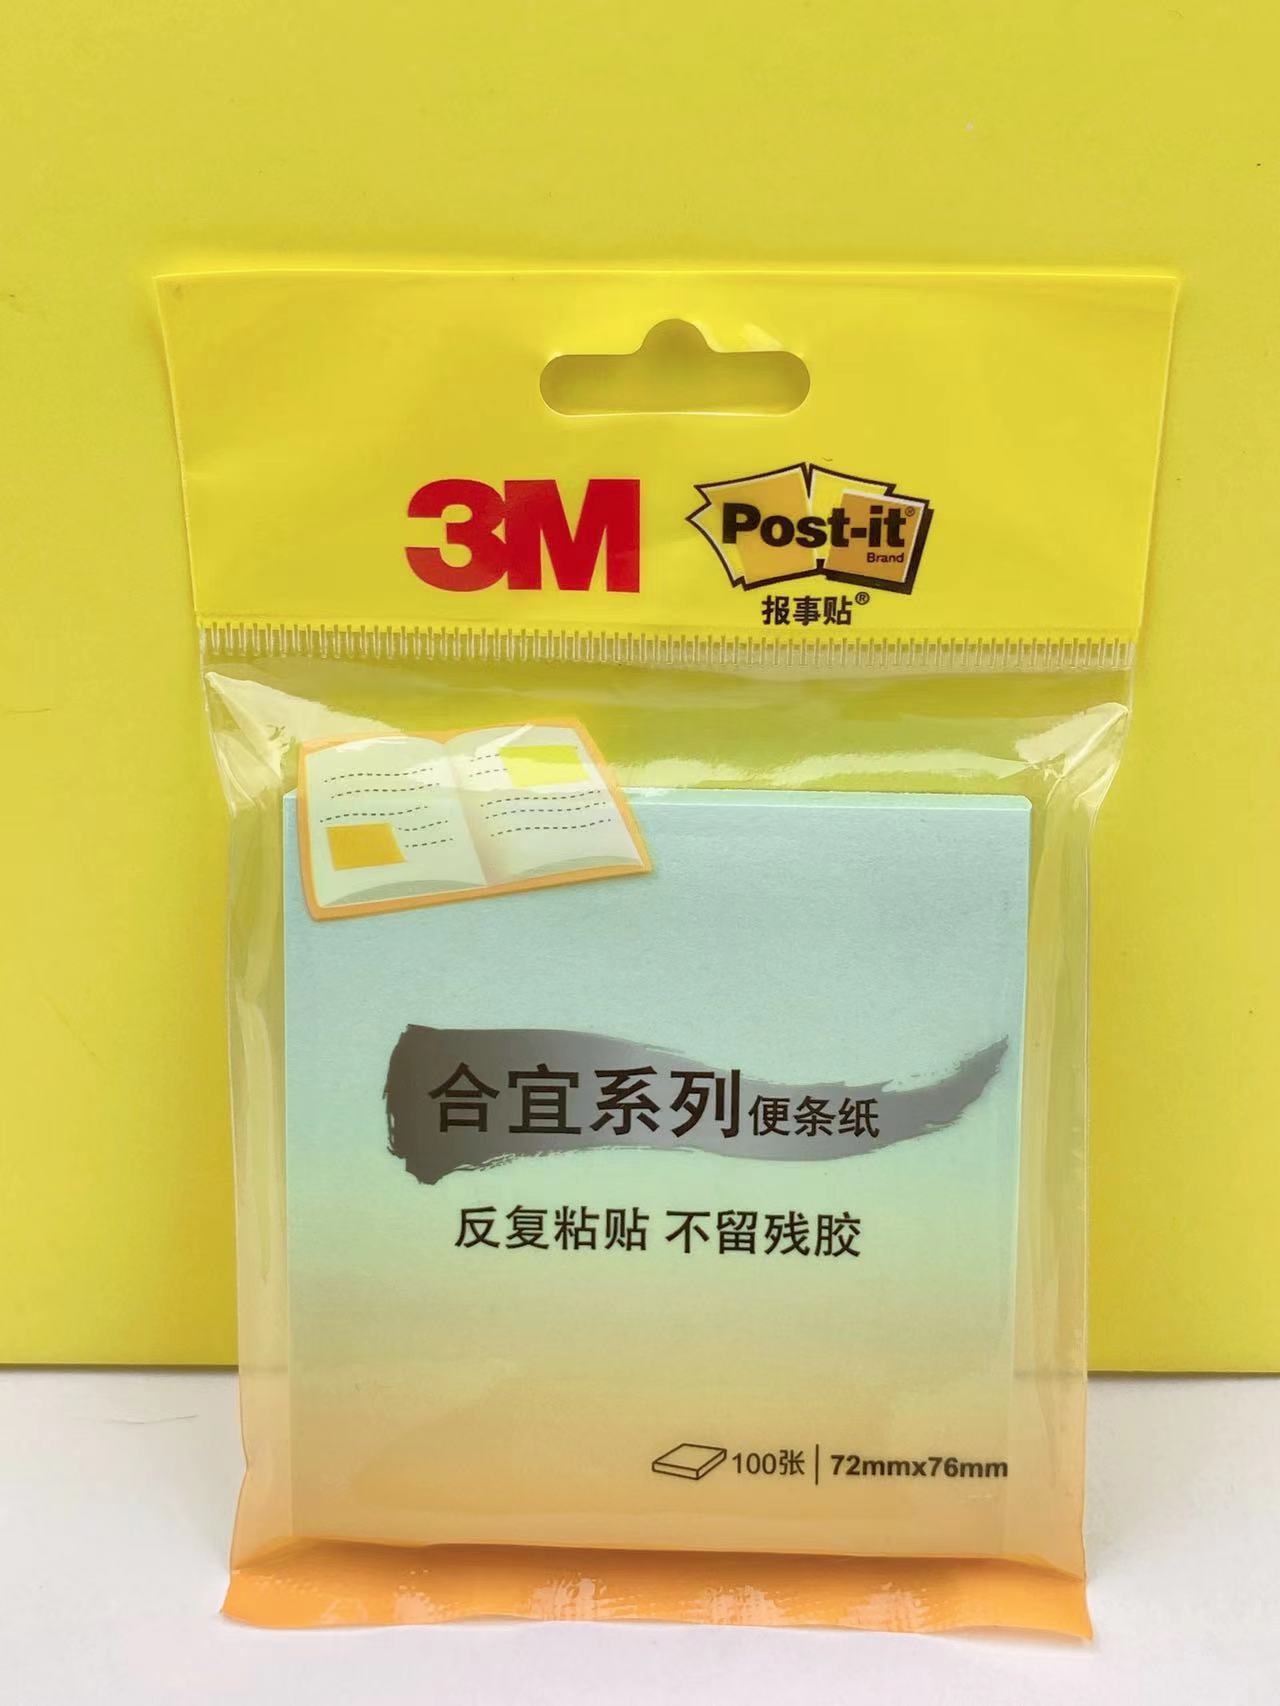 3M
Post-it®
Brand
报事贴®
合宜系列便条纸
反复粘贴 不留残胶
100张 | 72mmx76mm